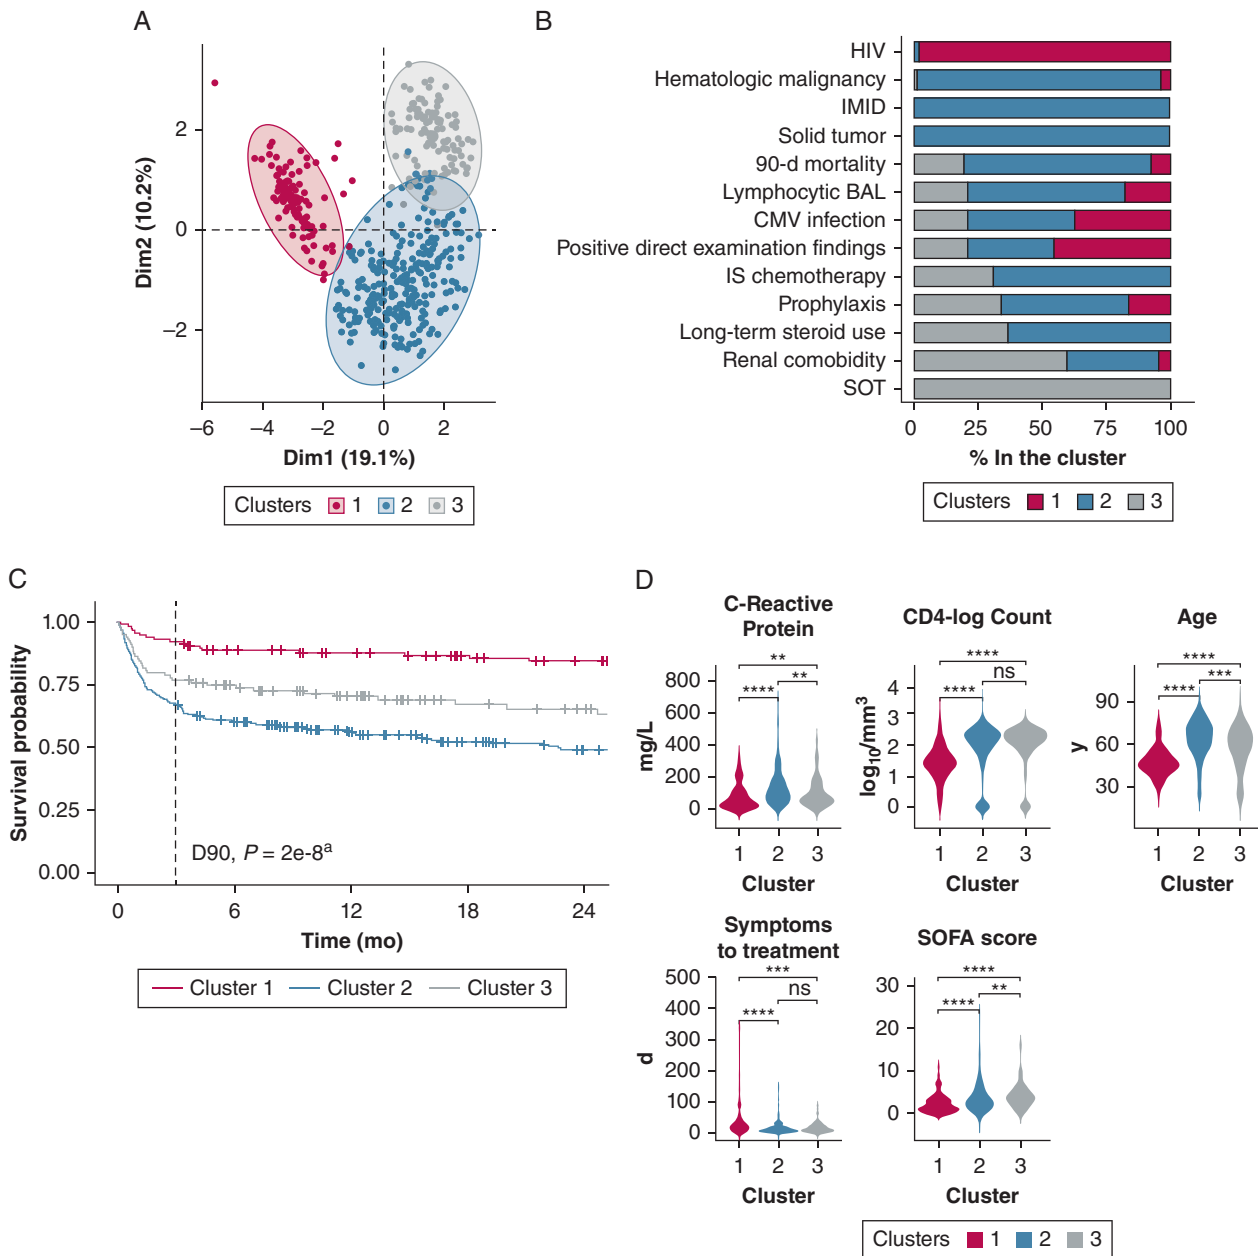 A
2
0
−2
−6
−4
−2
0
2
Dim2 (10.2%)
Dim1 (19.1%)
Clusters 1 2 3
B
HIV
Hematologic malignancy
IMID
Solid tumor
90-d mortality
Lymphocytic BAL
CMV infection
Positive direct examination findings
IS chemotherapy
Prophylaxis
Long-term steroid use
Renal comobidity
SOT
0 25 50 75 100
% In the cluster
Clusters 1 2 3
C
Survival probability
1.00
0.75
0.50
0.25
0.00
D90, P = 2e-8a
0 6 12 18 24
Time (mo)
Cluster 1 Cluster 2 Cluster 3
D
C-Reactive
Protein
mg/L
800
600
400
200
0
**
**
****
1 2 3
Cluster
CD4-log Count
log10/mm3
4
3
2
1
0
****
ns
****
1 2 3
Cluster
Age
y
90
60
30
****
***
****
1 2 3
Cluster
Symptoms
to treatment
d
500
400
300
200
100
0
***
ns
****
1 2 3
Cluster
SOFA score
30
20
10
0
****
**
****
1 2 3
Cluster
Clusters 1 2 3